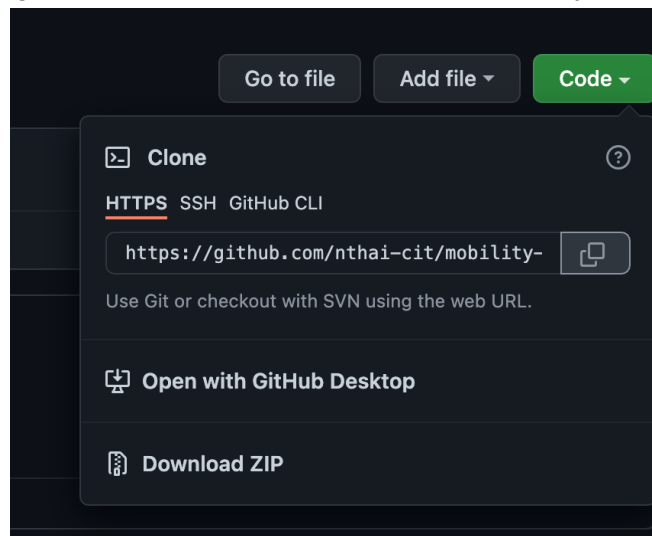 Go to file Add file Code
Clone
HTTPS SSH GitHub CLI
https://github.com/nthai-cit/mobility-
Use Git or checkout with SVN using the web URL.
Open with GitHub Desktop
Download ZIP